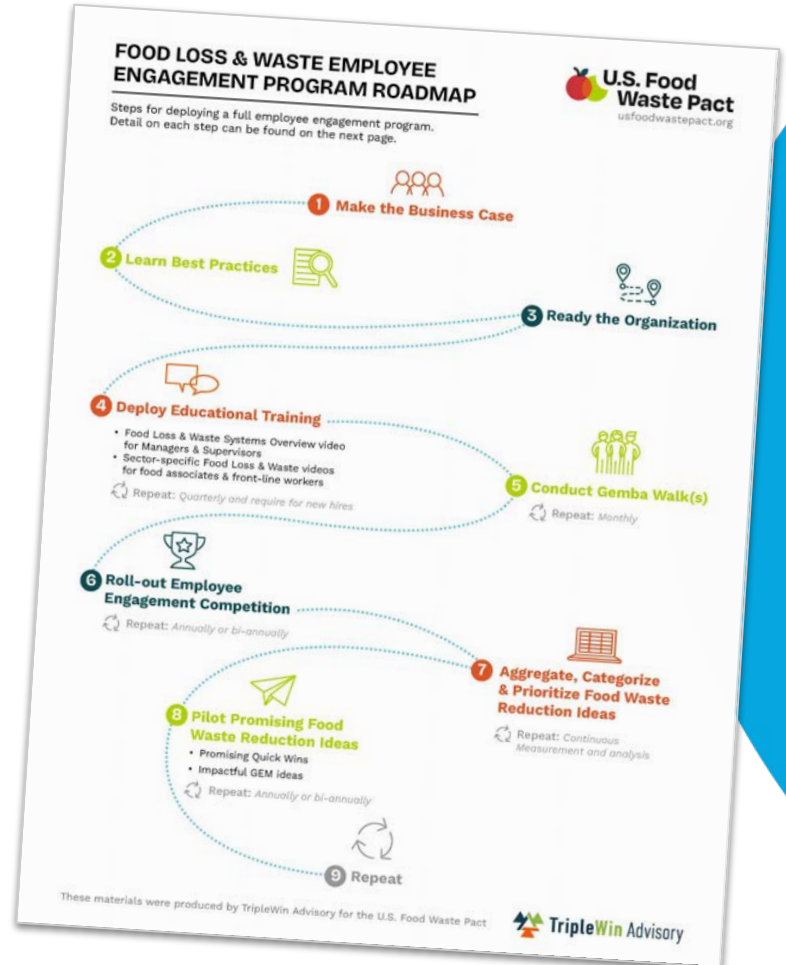 FOOD LOSS & WASTE EMPLOYEE
ENGAGEMENT PROGRAM ROADMAP
U.S. Food
Waste Pact
usfoodwastepact.org
Steps for deploying a full employee engagement program.
Detail on each step can be found on the next page.
1 Make the Business Case
2 Learn Best Practices
3 Ready the Organization
4 Deploy Educational Training
• Food Loss & Waste Systems Overview video
for Managers & Supervisors
• Sector-specific Food Loss & Waste videos
for food associates & front-line workers
Repeat: Quarterly and require for new hires
5 Conduct Gemba Walk(s)
Repeat: Monthly
6 Roll-out Employee
Engagement Competition
Repeat: Annually or bi-annually
7 Aggregate, Categorize
& Prioritize Food Waste
Reduction Ideas
Repeat: Continuous
Measurement and analysis
8 Pilot Promising Food
Waste Reduction Ideas
• Promising Quick Wins
• Impactful GEM ideas
Repeat: Annually or bi-annually
9 Repeat
These materials were produced by TripleWin Advisory for the U.S. Food Waste Pact
TripleWin Advisory